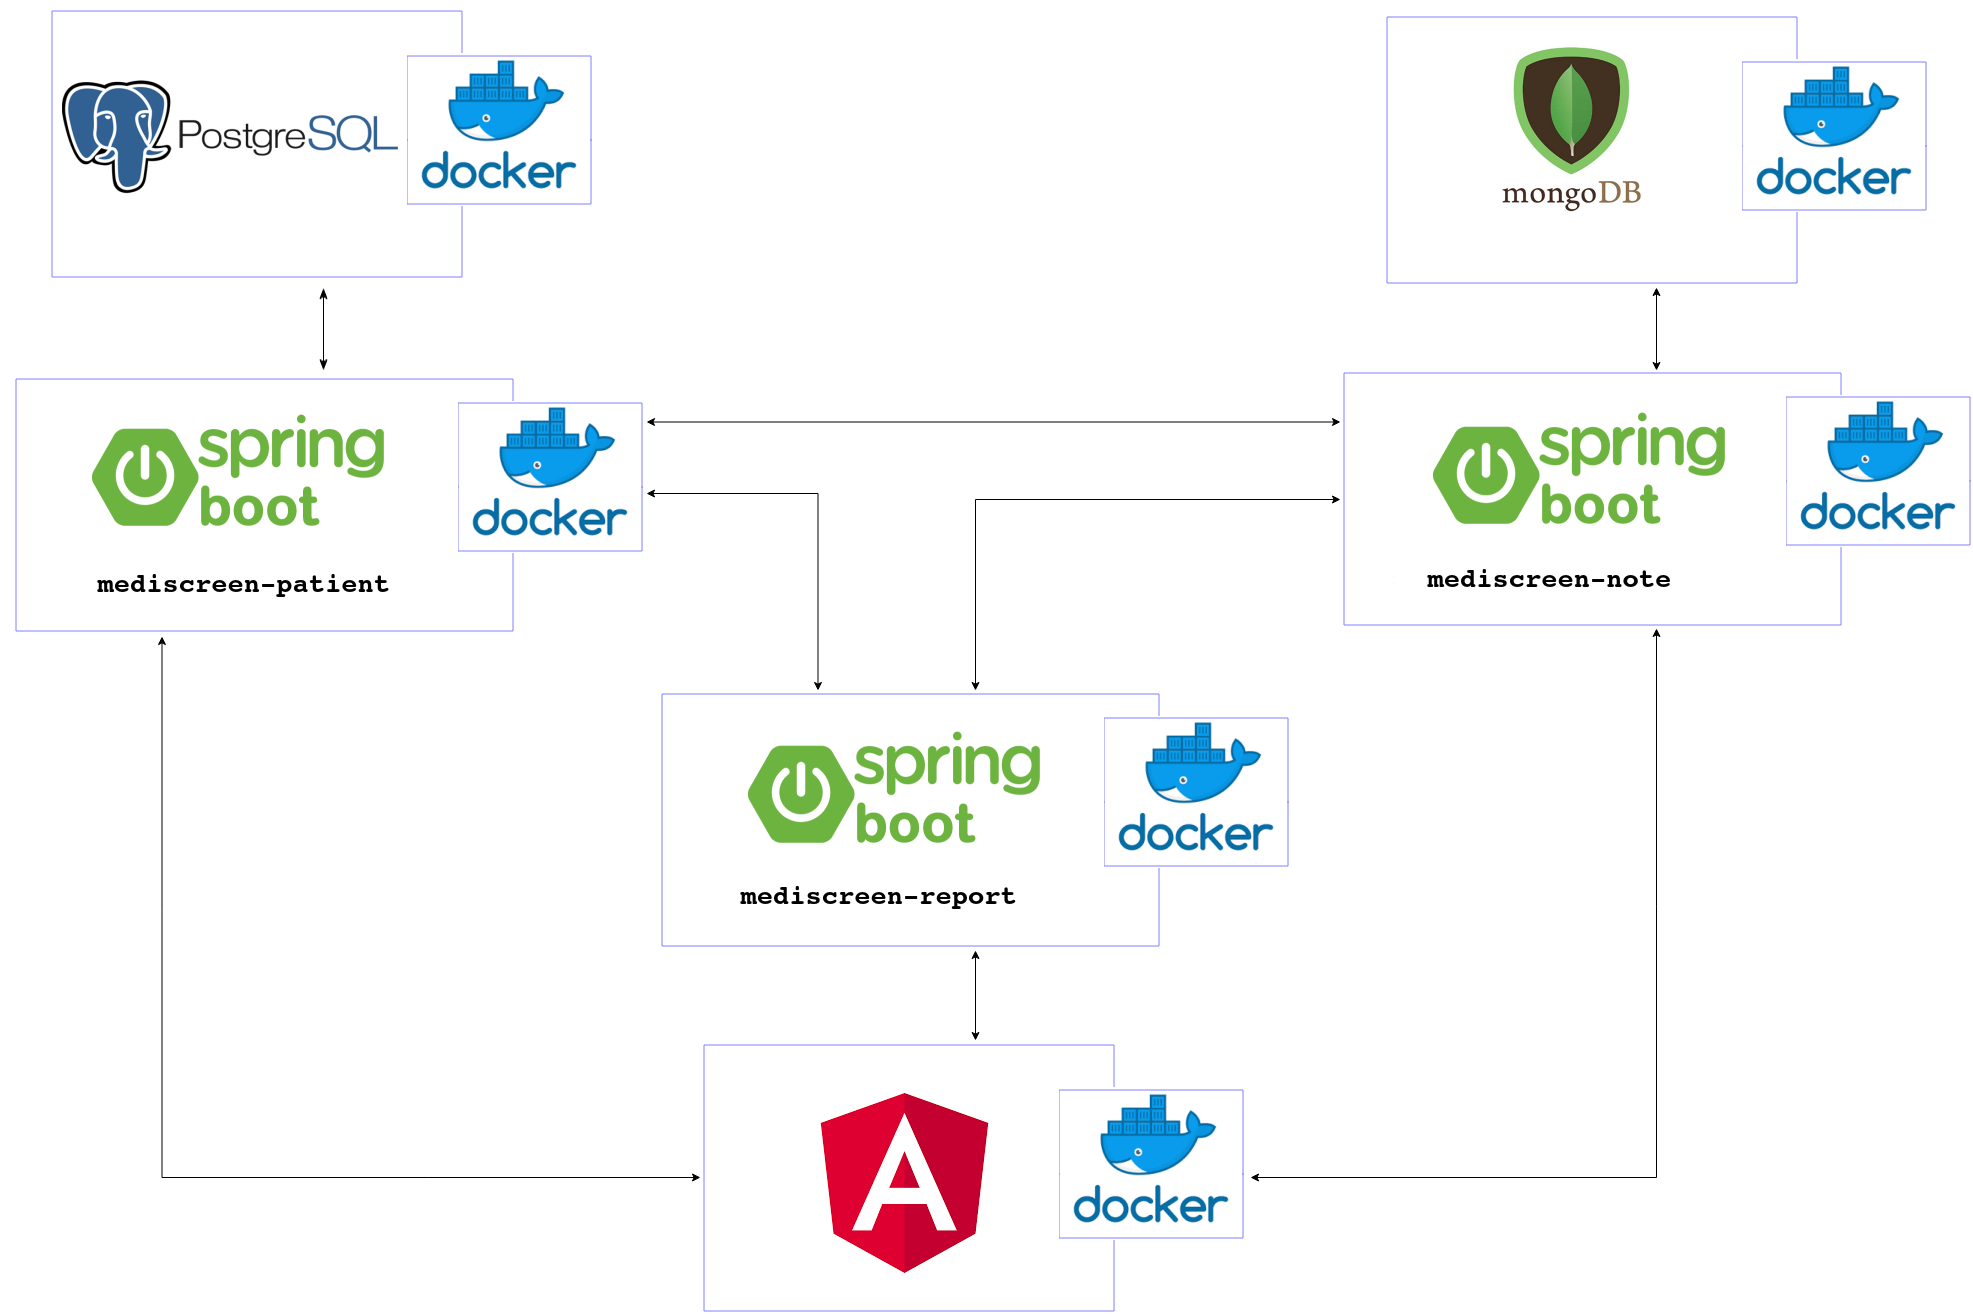 PostgreSQL
docker
mongoDB
docker
spring
boot
docker
mediscreen-patient
spring
boot
docker
mediscreen-note
spring
boot
docker
mediscreen-report
A
docker